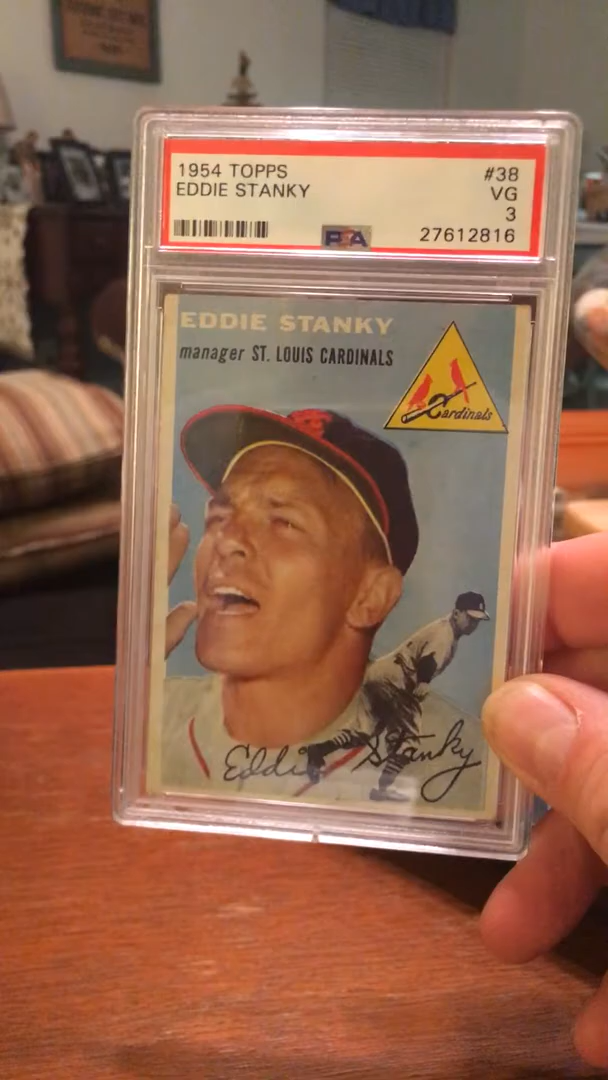 1954 TOPPS #38
EDDIE STANKY VG
3
PSA 27612816
EDDIE STANKY
manager ST. LOUIS CARDINALS
Cardinals
Eddie Stanky